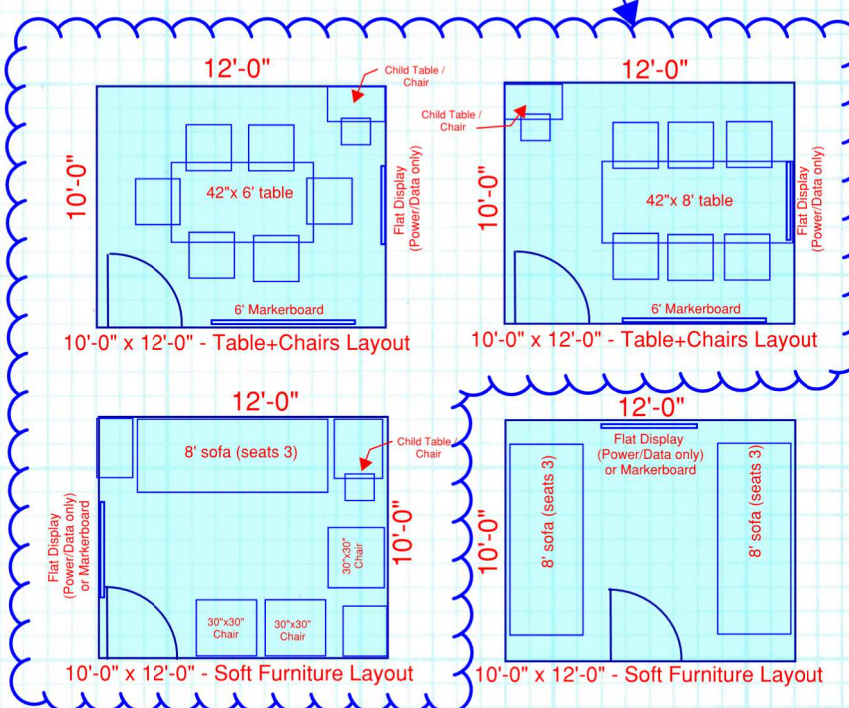 12'-0"
Child Table /
Chair
10'-0"
42"x 6' table
Flat Display
(Power/Data only)
6' Markerboard
10'-0" x 12'-0" - Table+Chairs Layout
12'-0"
Child Table /
Chair
10'-0"
42"x 8' table
Flat Display
(Power/Data only)
6' Markerboard
10'-0" x 12'-0" - Table+Chairs Layout
12'-0"
8' sofa (seats 3)
Child Table /
Chair
Flat Display
(Power/Data only)
or Markerboard
10'-0"
30"x30"
Chair
30"x30"
Chair
30"x30"
Chair
10'-0" x 12'-0" - Soft Furniture Layout
12'-0"
Flat Display
(Power/Data only)
or Markerboard
10'-0"
8' sofa (seats 3)
8' sofa (seats 3)
10'-0" x 12'-0" - Soft Furniture Layout